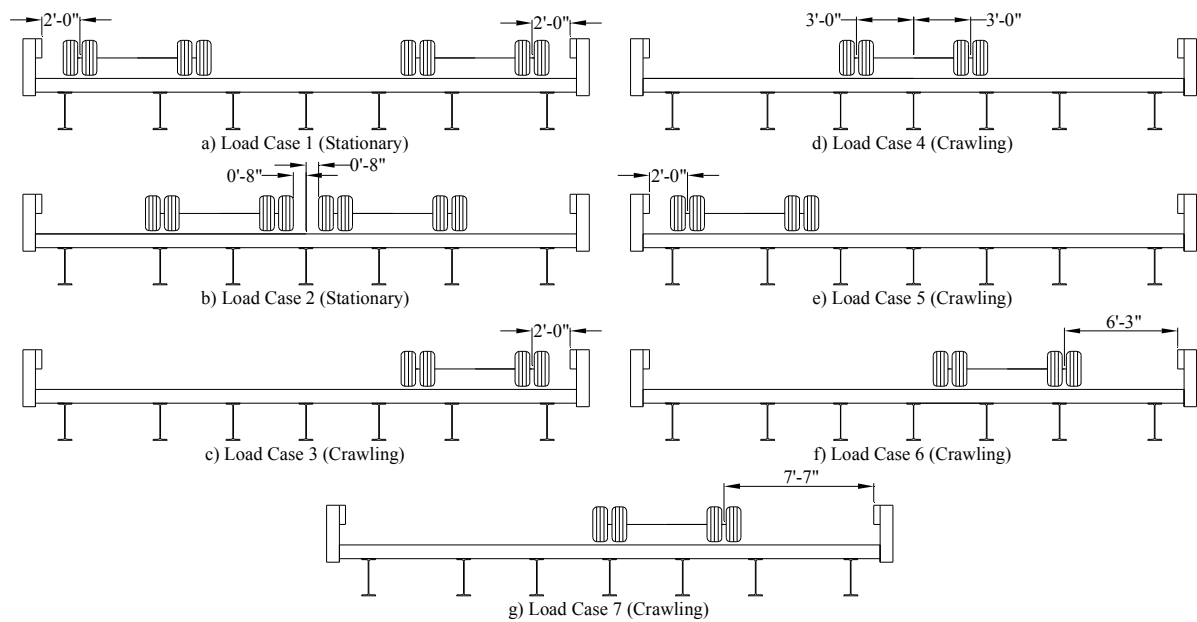 2'-0" 2'-0"
a) Load Case 1 (Stationary)
3'-0" 3'-0"
d) Load Case 4 (Crawling)
0'-8" 0'-8"
b) Load Case 2 (Stationary)
2'-0"
e) Load Case 5 (Crawling)
2'-0"
c) Load Case 3 (Crawling)
6'-3"
f) Load Case 6 (Crawling)
7'-7"
g) Load Case 7 (Crawling)